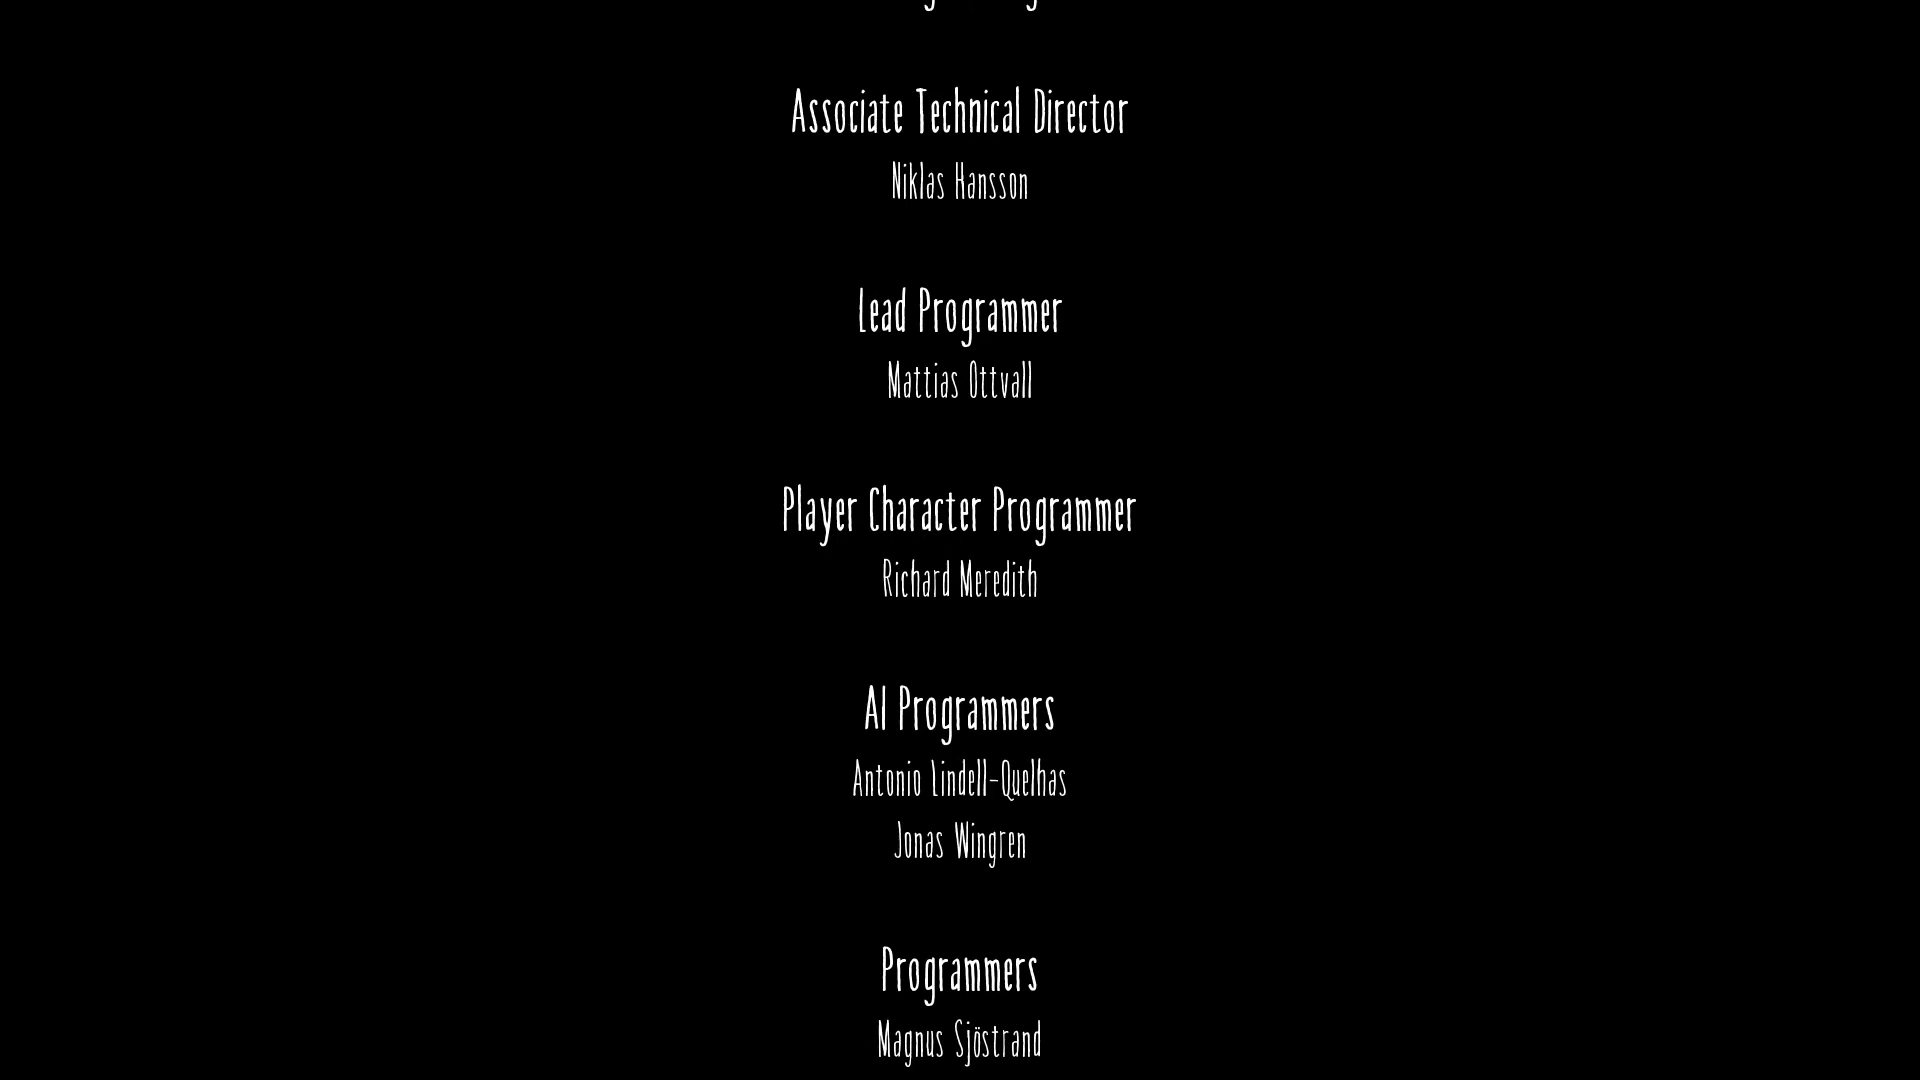 Associate Technical Director
Niklas Hansson
Lead Programmer
Mattias Ottvall
Player Character Programmer
Richard Meredith
AI Programmers
Antonio Lindell-Quelhas
Jonas Wingren
Programmers
Magnus Sjöstrand